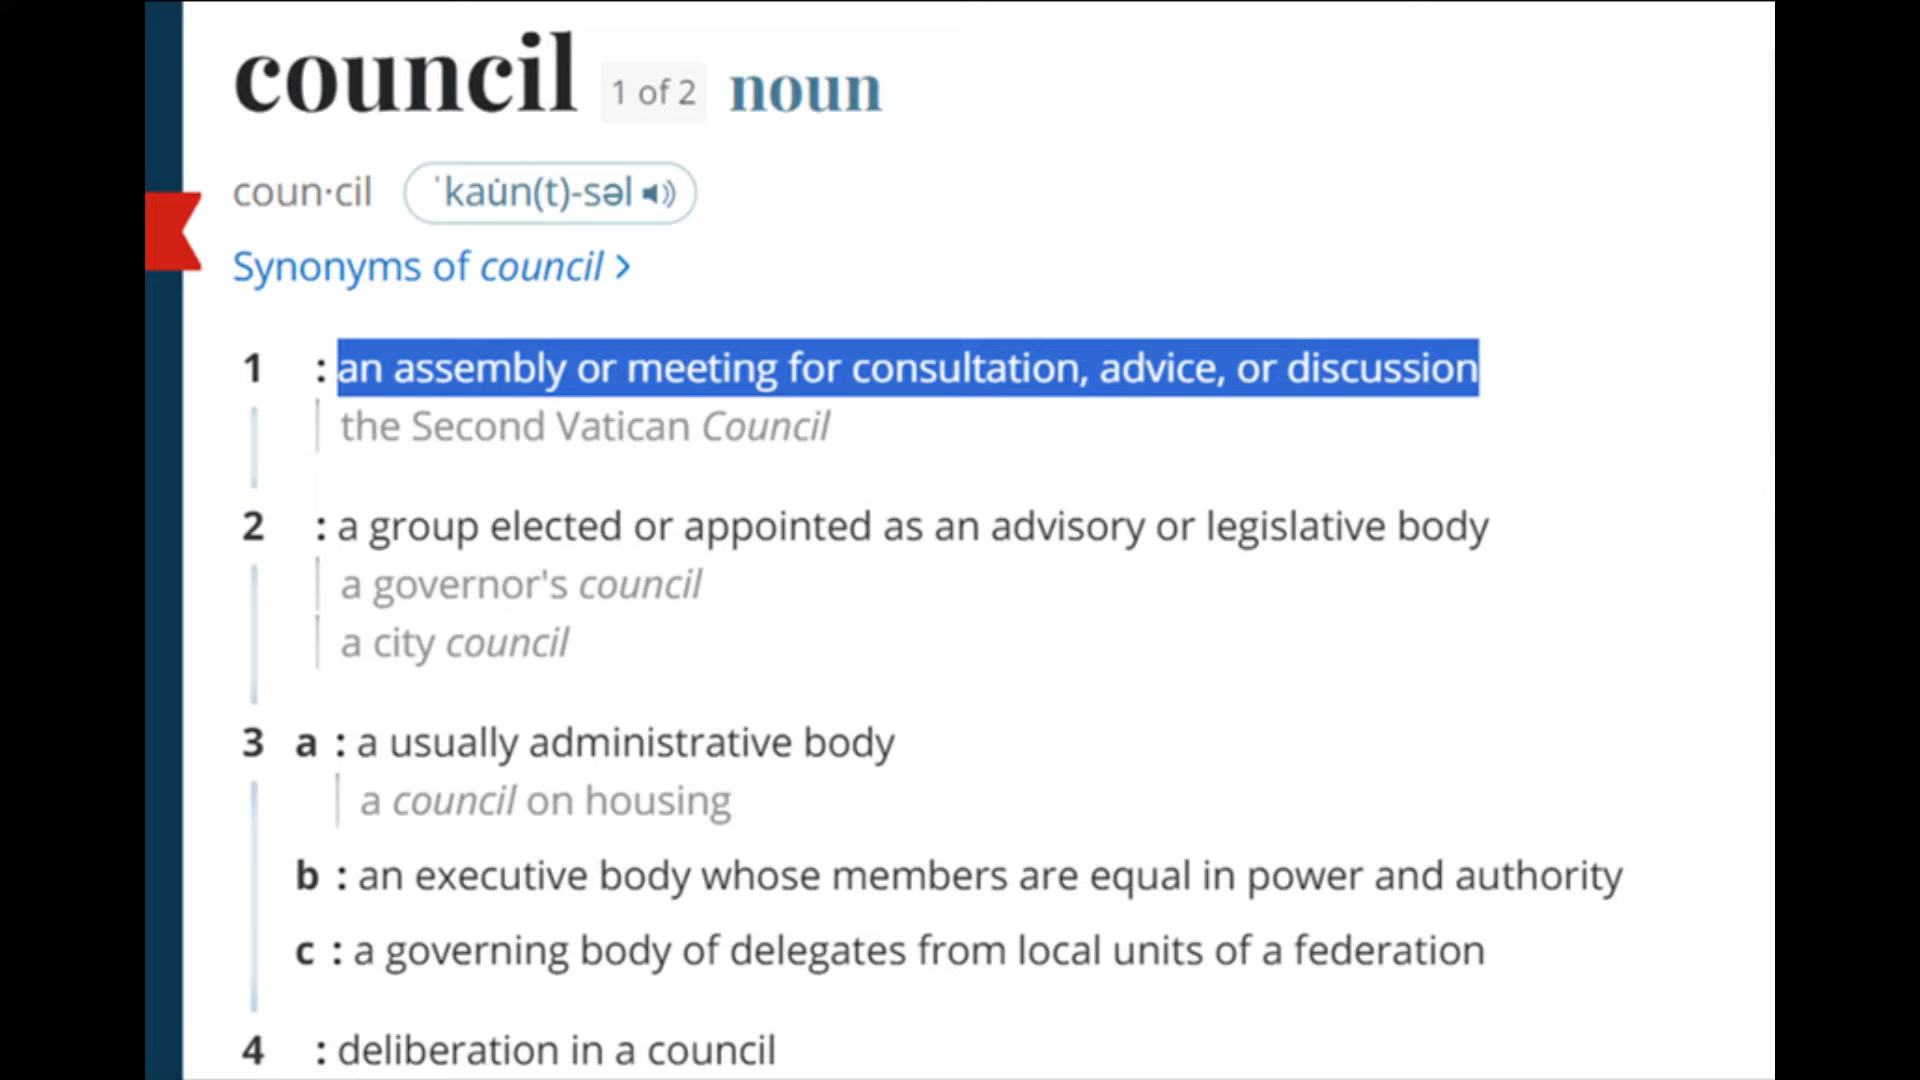 council 1 of 2 noun
coun·cil ˈkau̇n(t)-səl
Synonyms of council >
1 : an assembly or meeting for consultation, advice, or discussion
the Second Vatican Council
2 : a group elected or appointed as an advisory or legislative body
a governor's council
a city council
3 a : a usually administrative body
a council on housing
b : an executive body whose members are equal in power and authority
c : a governing body of delegates from local units of a federation
4 : deliberation in a council